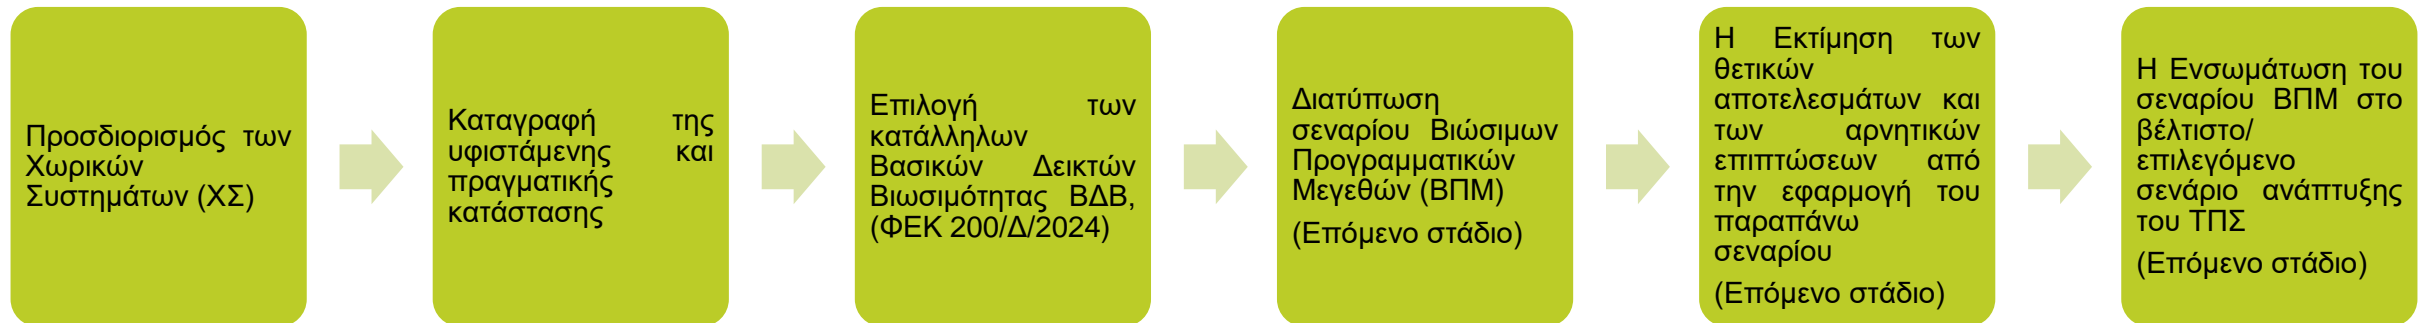 Προσδιορισμός των
Χωρικών
Συστημάτων (ΧΣ)
Καταγραφή της
υφιστάμενης και
πραγματικής
κατάστασης
Επιλογή των
κατάλληλων
Βασικών Δεικτών
Βιωσιμότητας ΒΔΒ,
(ΦΕΚ 200/Δ/2024)
Διατύπωση
σεναρίου Βιώσιμων
Προγραμματικών
Μεγεθών (ΒΠΜ)
(Επόμενο στάδιο)
Η Εκτίμηση των
θετικών
αποτελεσμάτων και
των αρνητικών
επιπτώσεων από
την εφαρμογή του
παραπάνω
σεναρίου
(Επόμενο στάδιο)
Η Ενσωμάτωση του
σεναρίου ΒΠΜ στο
βέλτιστο/
επιλεγόμενο
σενάριο ανάπτυξης
του ΤΠΣ
(Επόμενο στάδιο)